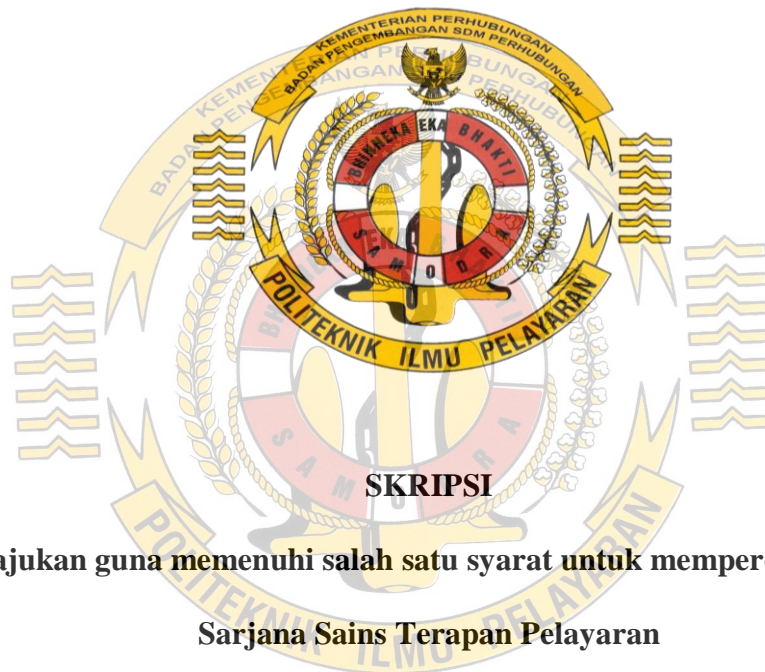 KEMENTERIAN PERHUBUNGAN
BADAN PENGEMBANGAN SDM PERHUBUNGAN
BHINNEKA EKA BHAKTI
SAMODRA
POLITEKNIK ILMU PELAYARAN
SKRIPSI
ajukan guna memenuhi salah satu syarat untuk memper
Sarjana Sains Terapan Pelayaran